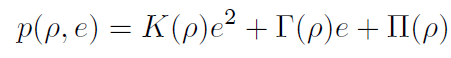 p(ρ, e) = K(ρ)e² + Γ(ρ)e + Π(ρ)